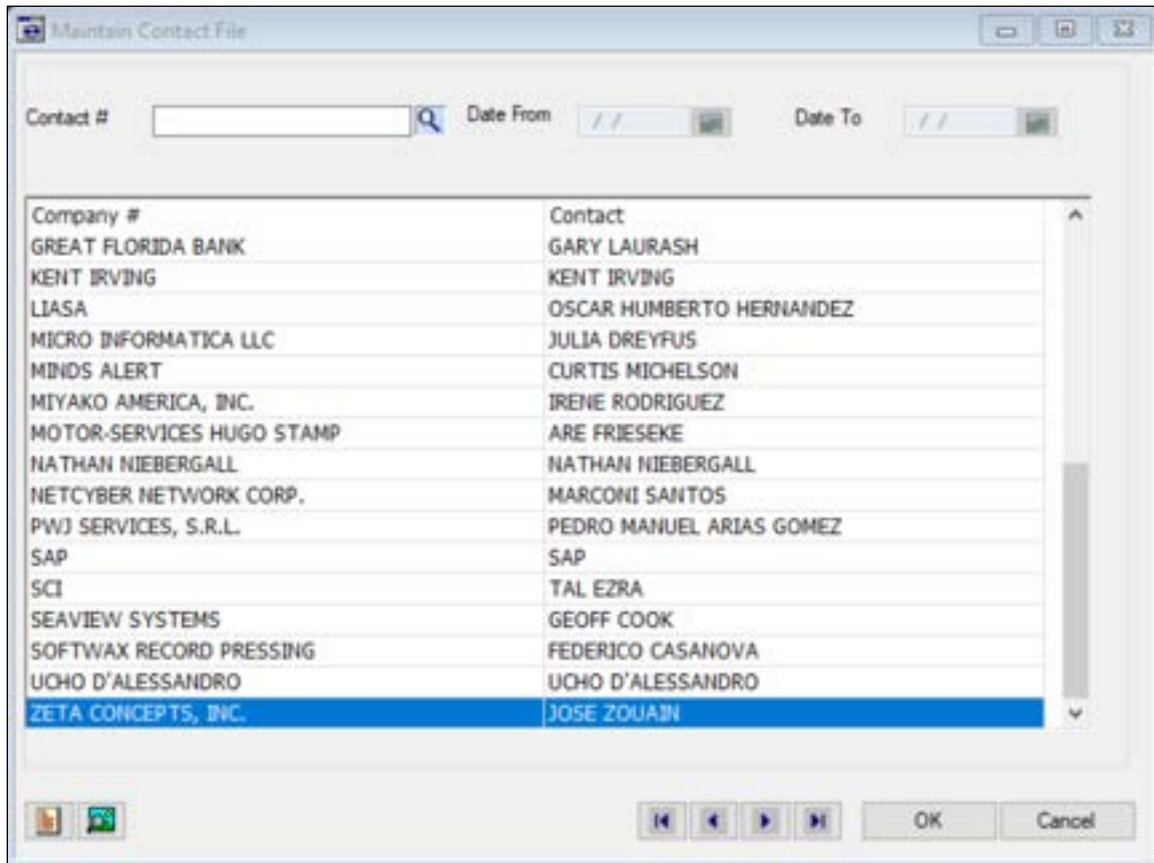 Maintain Contact File
Contact # Date From / / Date To / /
Company # Contact
GREAT FLORIDA BANK GARY LAURASH
KENT IRVING KENT IRVING
LIASA OSCAR HUMBERTO HERNANDEZ
MICRO INFORMATICA LLC JULIA DREYFUS
MINDS ALERT CURTIS MICHELSON
MIYAKO AMERICA, INC. IRENE RODRIGUEZ
MOTOR-SERVICES HUGO STAMP ARE FRIESEKE
NATHAN NIEBERGALL NATHAN NIEBERGALL
NETCYBER NETWORK CORP. MARCONI SANTOS
PWJ SERVICES, S.R.L. PEDRO MANUEL ARIAS GOMEZ
SAP SAP
SCI TAL EZRA
SEAVIEW SYSTEMS GEOFF COOK
SOFTWAX RECORD PRESSING FEDERICO CASANOVA
UCHO D'ALESSANDRO UCHO D'ALESSANDRO
ZETA CONCEPTS, INC. JOSE ZOUAIN
OK Cancel